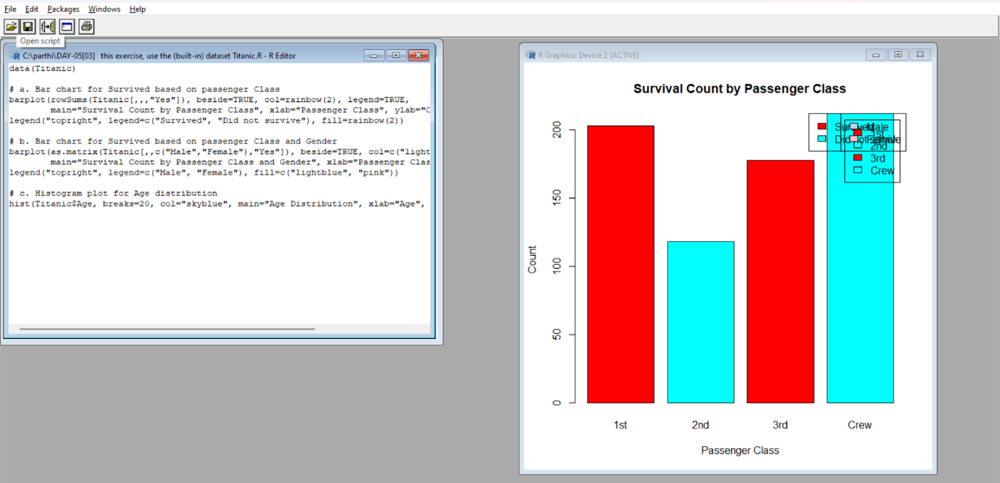 File Edit Packages Windows Help
Open script
C:\parthi\DAY-05[03] this exercise, use the (built-in) dataset Titanic.R - R Editor
data(Titanic)
# a. Bar chart for Survived based on passenger Class
barplot(rowSums(Titanic[,,,"Yes"]), beside=TRUE, col=rainbow(2), legend=TRUE,
main="Survival Count by Passenger Class", xlab="Passenger Class", ylab="C
legend("topright", legend=c("Survived", "Did not survive"), fill=rainbow(2))
# b. Bar chart for Survived based on passenger Class and Gender
barplot(as.matrix(Titanic[,,c("Male","Female"),"Yes"]), beside=TRUE, col=c("light
main="Survival Count by Passenger Class and Gender", xlab="Passenger Clas
legend("topright", legend=c("Male", "Female"), fill=c("lightblue", "pink"))
# c. Histogram plot for Age distribution
hist(Titanic$Age, breaks=20, col="skyblue", main="Age Distribution", xlab="Age",
R Graphics: Device 2 (ACTIVE)
Survival Count by Passenger Class
200
150
100
50
0
Count
1st
2nd
3rd
Crew
1st 2nd 3rd Crew
Passenger Class